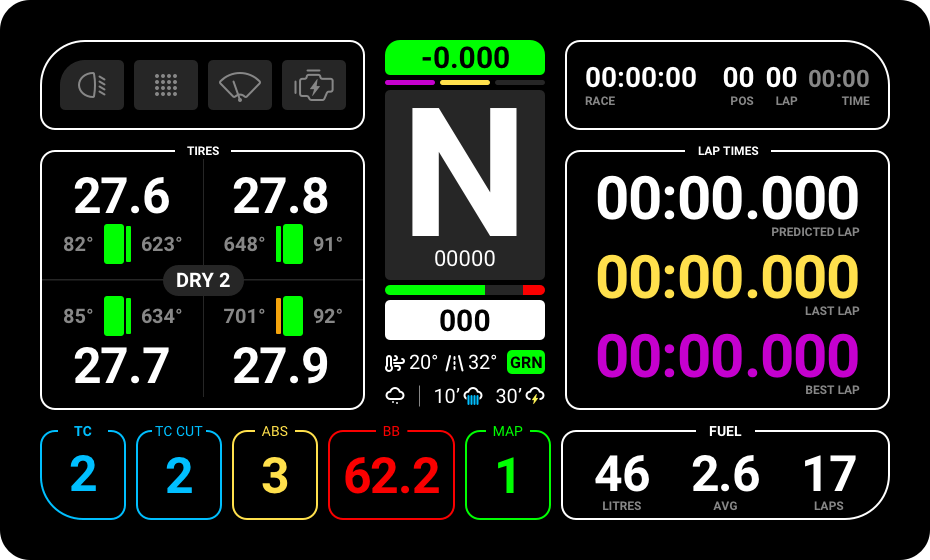 -0.000
00:00:00 00 00 00:00
RACE POS LAP TIME
TIRES
27.6 27.8
82° 623° 648° 91°
DRY 2
85° 634° 701° 92°
27.7 27.9
N
00000
000
20° 32° GRN
10’ 30’
LAP TIMES
00:00.000
PREDICTED LAP
00:00.000
LAST LAP
00:00.000
BEST LAP
TC TC CUT ABS BB MAP
2 2 3 62.2 1
FUEL
46 2.6 17
LITRES AVG LAPS